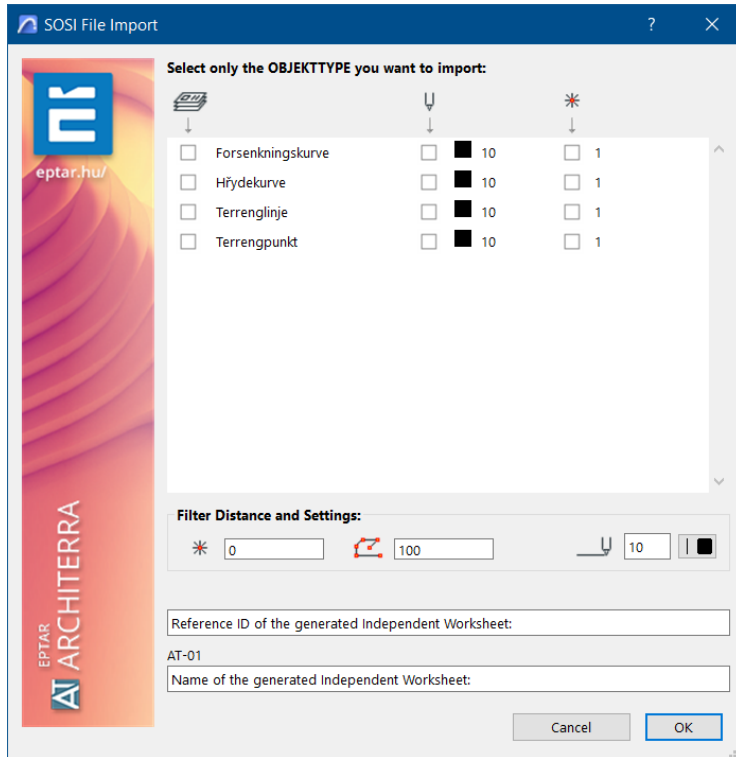 SOSI File Import
?
Select only the OBJEKTTYPE you want to import:
eptar.hu/
Forsenkningskurve 10 1
Hřydekurve 10 1
Terrenglinje 10 1
Terrengpunkt 10 1
Filter Distance and Settings:
0 100 10
Reference ID of the generated Independent Worksheet:
AT-01
Name of the generated Independent Worksheet:
EPTAR
AT ARCHITERRA
Cancel OK